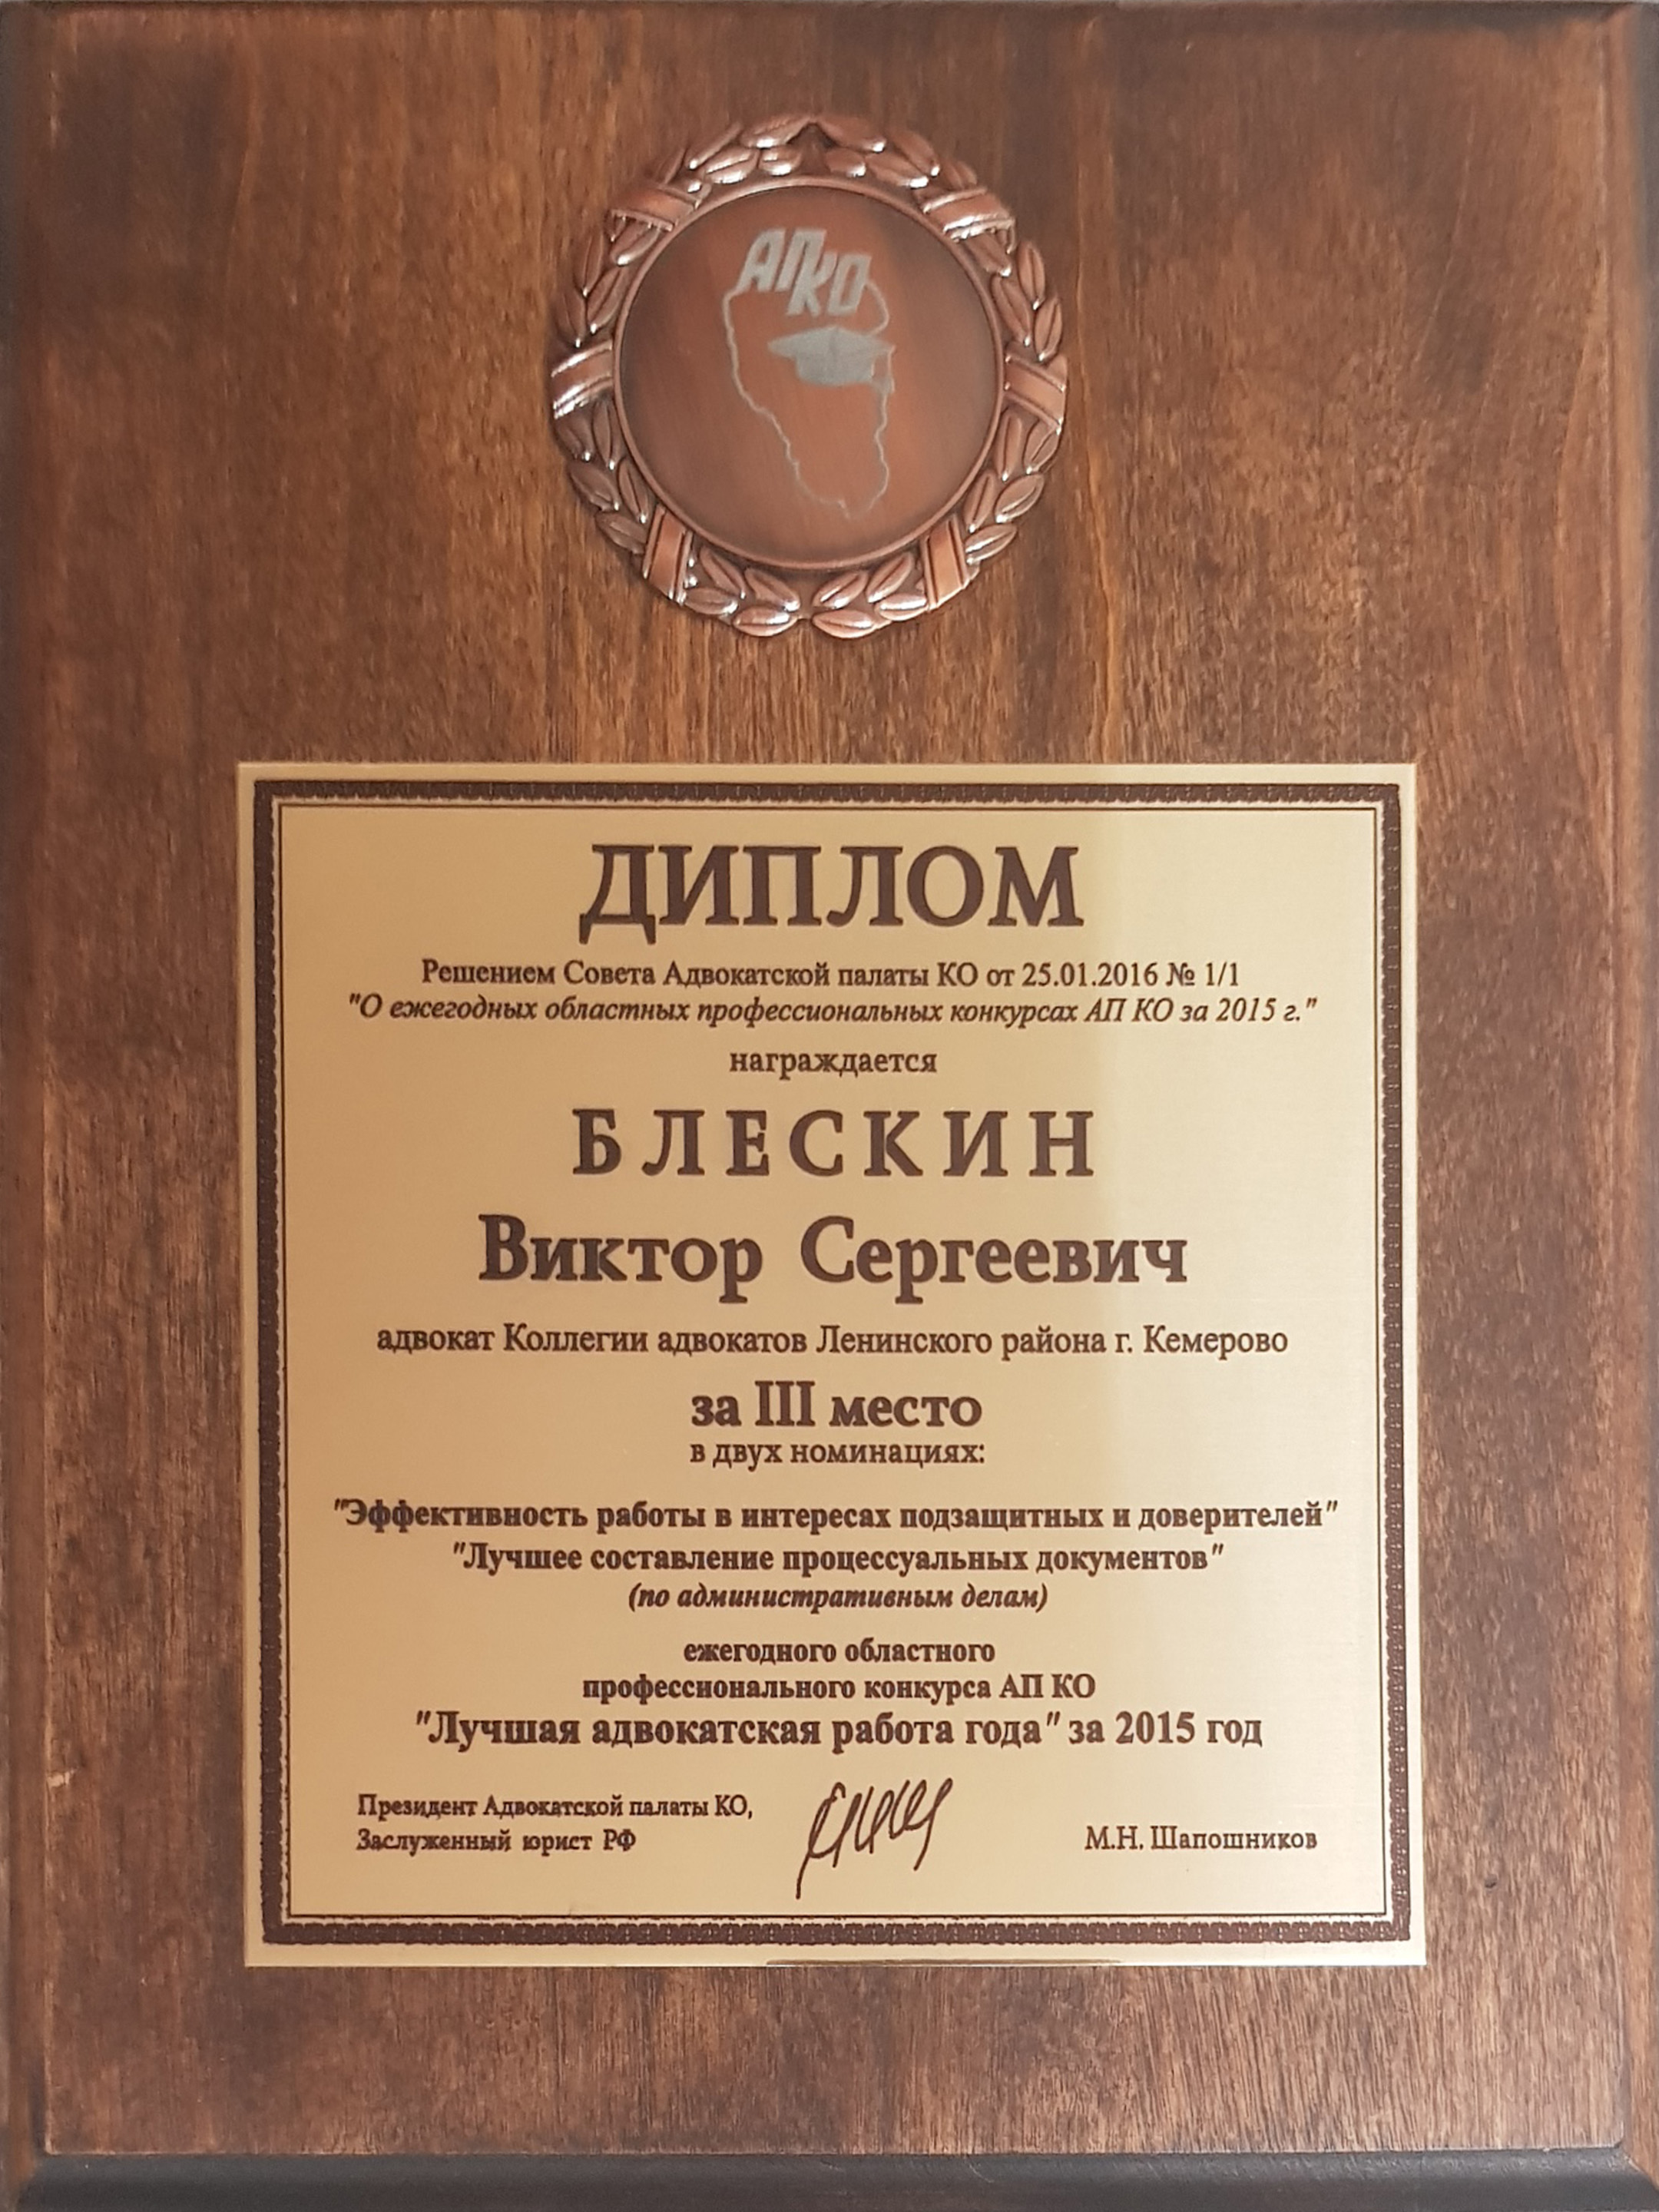 АПКО
ДИПЛОМ
Решением Совета Адвокатской палаты КО от 25.01.2016 № 1/1
"О ежегодных областных профессиональных конкурсах АП КО за 2015 г."
награждается
БЛЕСКИН
Виктор Сергеевич
адвокат Коллегии адвокатов Ленинского района г. Кемерово
за III место
в двух номинациях:
"Эффективность работы в интересах подзащитных и доверителей"
"Лучшее составление процессуальных документов"
(по административным делам)
ежегодного областного
профессионального конкурса АП КО
"Лучшая адвокатская работа года" за 2015 год
Президент Адвокатской палаты КО,
Заслуженный юрист РФ
М.Н. Шапошников